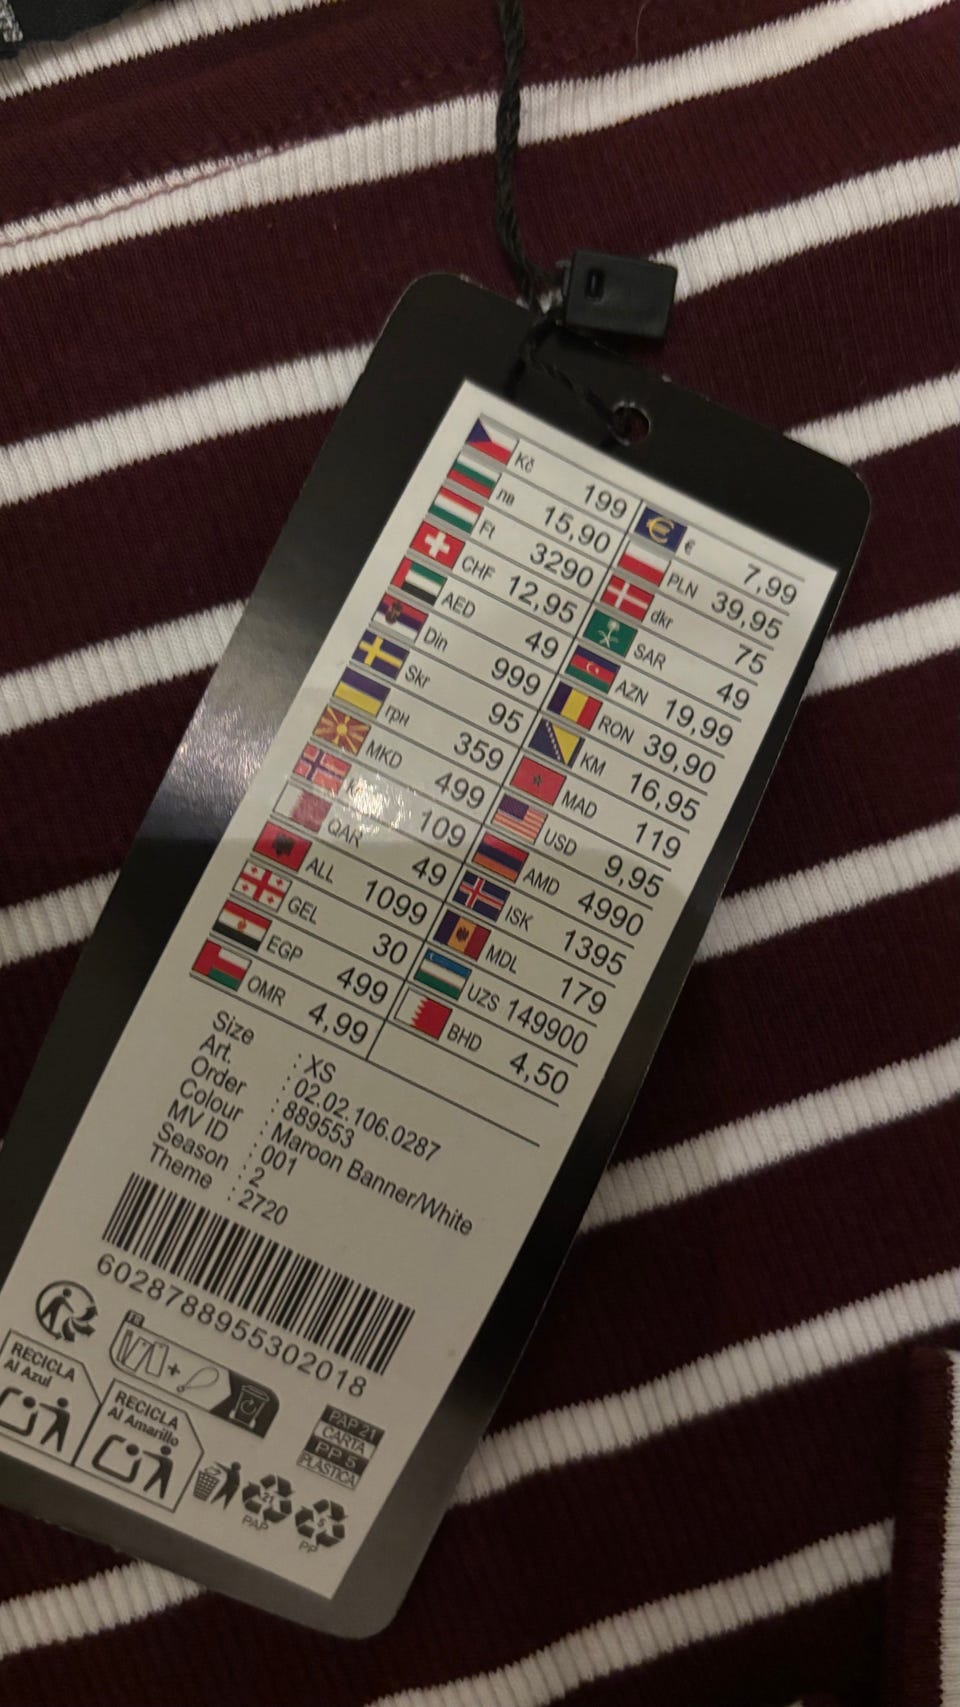 Kč 199
лв 15,90
Ft 3290
CHF 12,95
AED 49
Din 999
Skr 95
грн 359
MKD 499
109
QAR 49
ALL 1099
GEL 30
EGP 499
OMR 4,99
€ € 7,99
PLN 39,95
dkr 75
SAR 49
AZN 19,99
RON 39,90
KM 16,95
MAD 119
USD 9,95
AMD 4990
ISK 1395
MDL 179
UZS 149900
BHD 4,50
Size : XS
Art. : 02.02.106.0287
Order : 889553
Colour : Maroon Banner/White
MV ID : 001
Season : 2
Theme : 2720
6028788955302018
FR
+
RECICLA
Al Azul
RECICLA
Al Amarillo
PAP 21
CARTA
PP 5
PLASTICA
21
PAP
5
PP